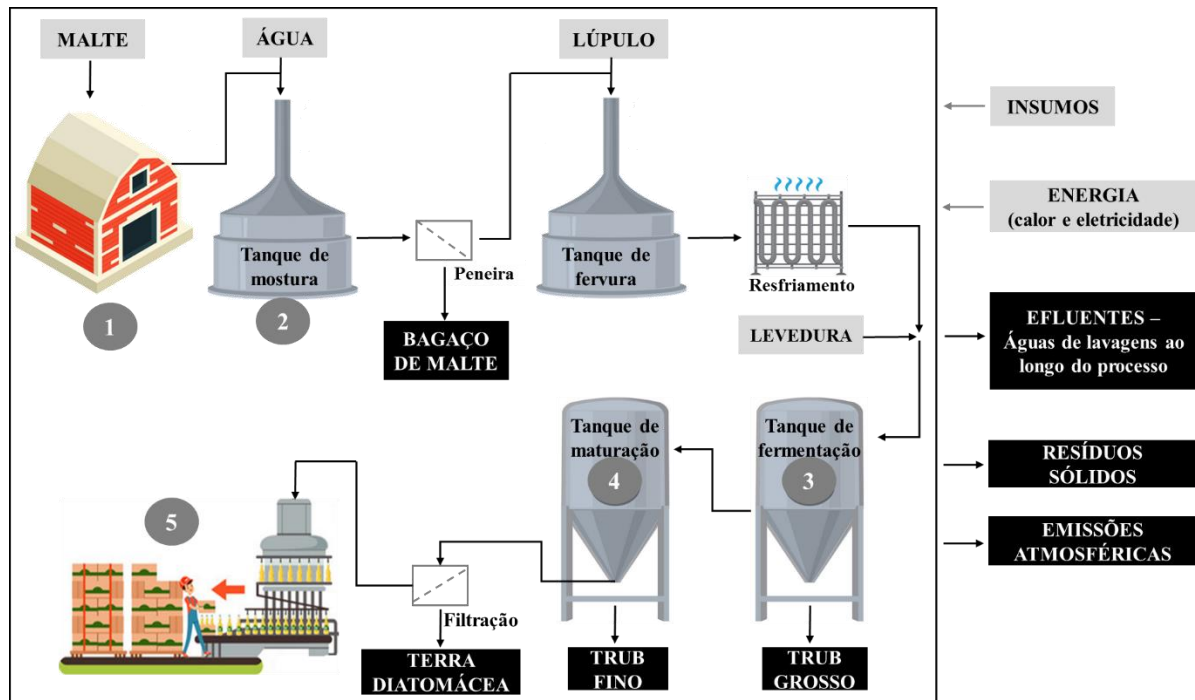 MALTE
ÁGUA
LÚPULO
Tanque de
mostura
Peneira
Tanque de
fervura
Resfriamento
1
2
BAGAÇO
DE MALTE
LEVEDURA
Tanque de
maturação
4
Tanque de
fermentação
3
5
Filtração
TERRA
DIATOMÁCEA
TRUB
FINO
TRUB
GROSSO
INSUMOS
ENERGIA
(calor e eletricidade)
EFLUENTES –
Águas de lavagens ao
longo do processo
RESÍDUOS
SÓLIDOS
EMISSÕES
ATMOSFÉRICAS